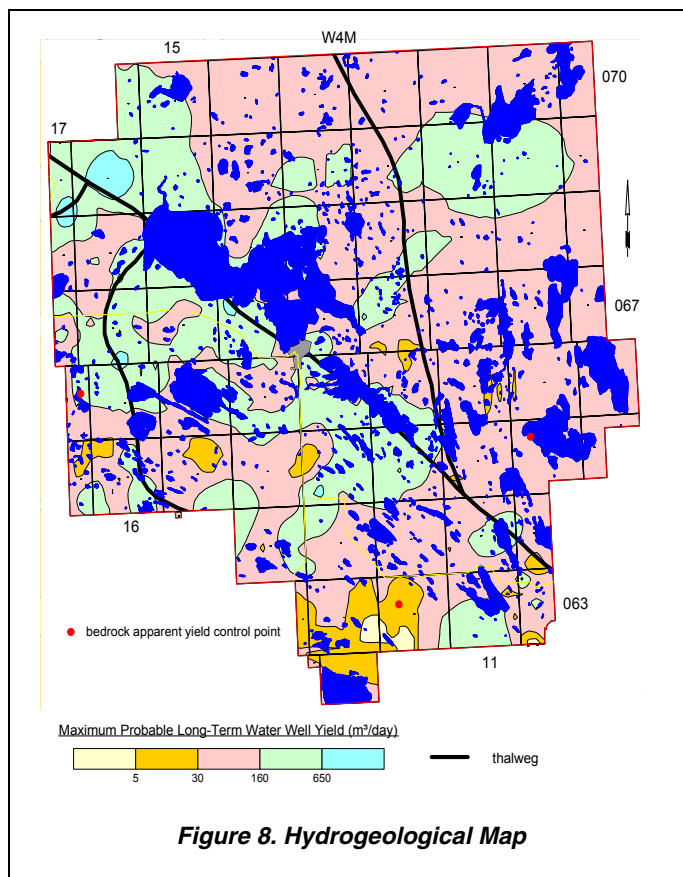 W4M
15
070
17
067
16
063
bedrock apparent yield control point
11
Maximum Probable Long-Term Water Well Yield (m³/day)
thalweg
5 30 160 650
Figure 8. Hydrogeological Map